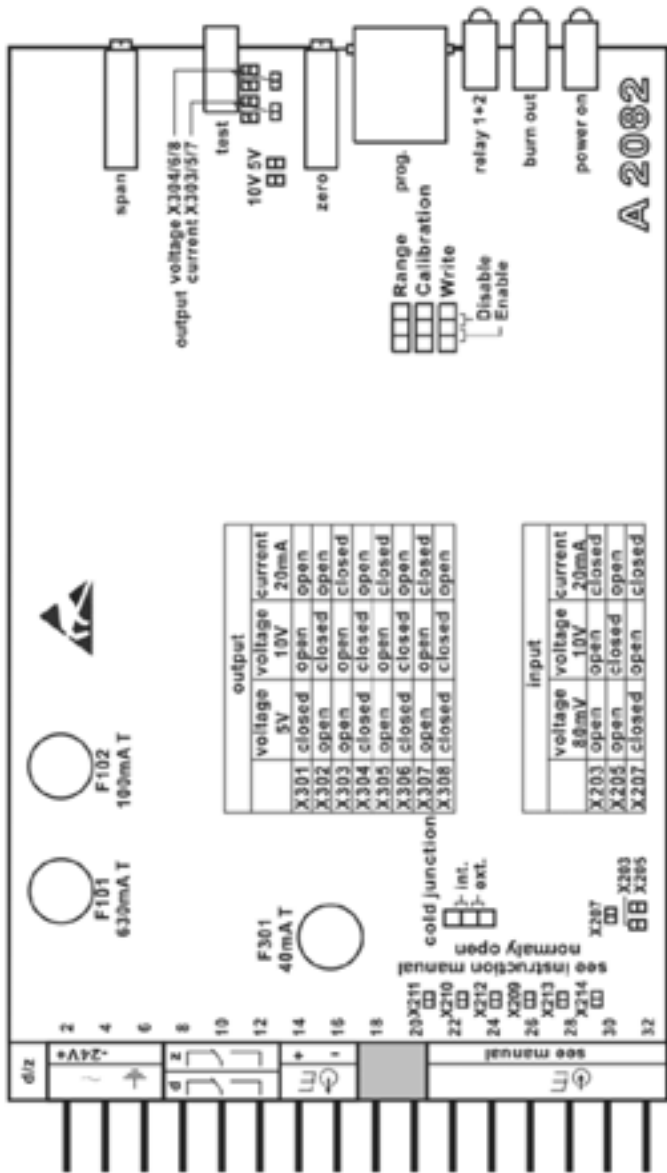 span
output voltage X304/6/8
current X303/5/7
test
10V 5V
zero
prog.
relay 1+2
burn out
power on
A 2082
Range
Calibration
Write
Disable
Enable
output
voltage 5V voltage 10V current 20mA
X301 closed open open
X302 open closed open
X303 open open closed
X304 closed closed open
X305 open open closed
X306 closed closed open
X307 open open closed
X308 closed closed open
input
voltage 80mV voltage 10V current 20mA
X203 open open closed
X205 open closed open
X207 closed open closed
F102
100mA T
F101
630mA T
F301
40mA T
cold junction
int.
ext.
see instruction manual
normaly open
X211
X210
X212
X209
X213
X214
X207
X203
X205
2
4
6
8
10
12
14
16
18
20
22
24
26
28
30
32
d/z
-24V+
~
d
z
+
-
see manual